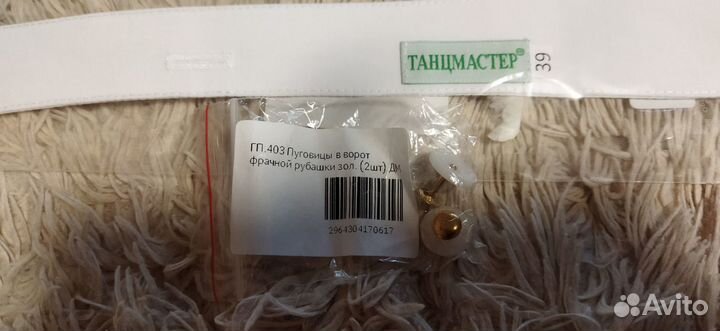 ТАНЦМАСТЕР®
39
ГП.403 Пуговицы в ворот
фрачной рубашки зол. (2шт) ДМ
2964304170617
Avito